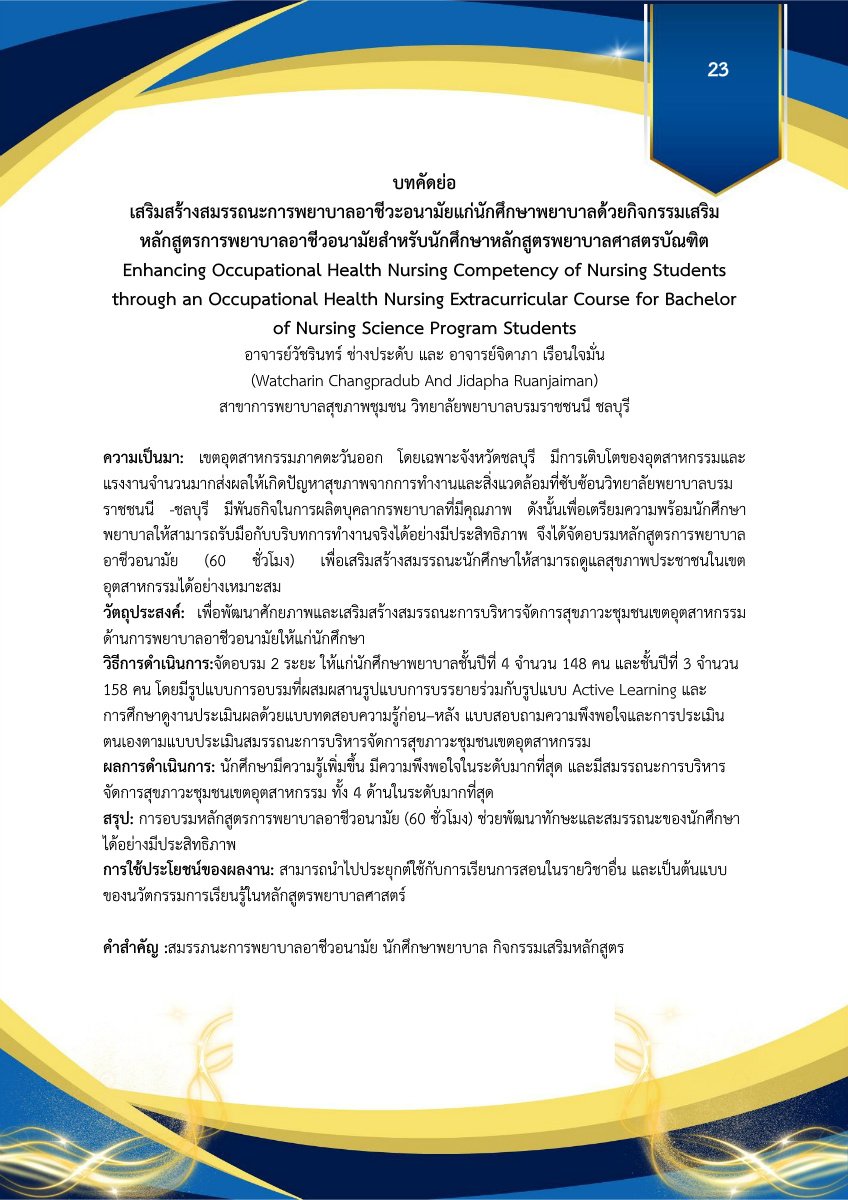 23
บทคัดย่อ
เสริมสร้างสมรรถนะการพยาบาลอาชีวะอนามัยแก่นักศึกษาพยาบาลด้วยกิจกรรมเสริม
หลักสูตรการพยาบาลอาชีวอนามัยสำหรับนักศึกษาหลักสูตรพยาบาลศาสตรบัณฑิต
Enhancing Occupational Health Nursing Competency of Nursing Students
through an Occupational Health Nursing Extracurricular Course for Bachelor
of Nursing Science Program Students
อาจารย์วัชรินทร์ ช่างประดับ และ อาจารย์จิดาภา เรือนใจมั่น
(Watcharin Changpradub And Jidapha Ruanjaiman)
สาขาการพยาบาลสุขภาพชุมชน วิทยาลัยพยาบาลบรมราชชนนี ชลบุรี
ความเป็นมา: เขตอุตสาหกรรมภาคตะวันออก โดยเฉพาะจังหวัดชลบุรี มีการเติบโตของอุตสาหกรรมและ
แรงงานจำนวนมากส่งผลให้เกิดปัญหาสุขภาพจากการทำงานและสิ่งแวดล้อมที่ซับซ้อนวิทยาลัยพยาบาลบรม
ราชชนนี -ชลบุรี มีพันธกิจในการผลิตบุคลากรพยาบาลที่มีคุณภาพ ดังนั้นเพื่อเตรียมความพร้อมนักศึกษา
พยาบาลให้สามารถรับมือกับบริบทการทำงานจริงได้อย่างมีประสิทธิภาพ จึงได้จัดอบรมหลักสูตรการพยาบาล
อาชีวอนามัย (60 ชั่วโมง) เพื่อเสริมสร้างสมรรถนะนักศึกษาให้สามารถดูแลสุขภาพประชาชนในเขต
อุตสาหกรรมได้อย่างเหมาะสม
วัตถุประสงค์: เพื่อพัฒนาศักยภาพและเสริมสร้างสมรรถนะการบริหารจัดการสุขภาวะชุมชนเขตอุตสาหกรรม
ด้านการพยาบาลอาชีวอนามัยให้แก่นักศึกษา
วิธีการดำเนินการ:จัดอบรม 2 ระยะ ให้แก่นักศึกษาพยาบาลชั้นปีที่ 4 จำนวน 148 คน และชั้นปีที่ 3 จำนวน
158 คน โดยมีรูปแบบการอบรมที่ผสมผสานรูปแบบการบรรยายร่วมกับรูปแบบ Active Learning และ
การศึกษาดูงานประเมินผลด้วยแบบทดสอบความรู้ก่อน–หลัง แบบสอบถามความพึงพอใจและการประเมิน
ตนเองตามแบบประเมินสมรรถนะการบริหารจัดการสุขภาวะชุมชนเขตอุตสาหกรรม
ผลการดำเนินการ: นักศึกษามีความรู้เพิ่มขึ้น มีความพึงพอใจในระดับมากที่สุด และมีสมรรถนะการบริหาร
จัดการสุขภาวะชุมชนเขตอุตสาหกรรม ทั้ง 4 ด้านในระดับมากที่สุด
สรุป: การอบรมหลักสูตรการพยาบาลอาชีวอนามัย (60 ชั่วโมง) ช่วยพัฒนาทักษะและสมรรถนะของนักศึกษา
ได้อย่างมีประสิทธิภาพ
การใช้ประโยชน์ของผลงาน: สามารถนำไปประยุกต์ใช้กับการเรียนการสอนในรายวิชาอื่น และเป็นต้นแบบ
ของนวัตกรรมการเรียนรู้ในหลักสูตรพยาบาลศาสตร์
คำสำคัญ :สมรรภนะการพยาบาลอาชีวอนามัย นักศึกษาพยาบาล กิจกรรมเสริมหลักสูตร